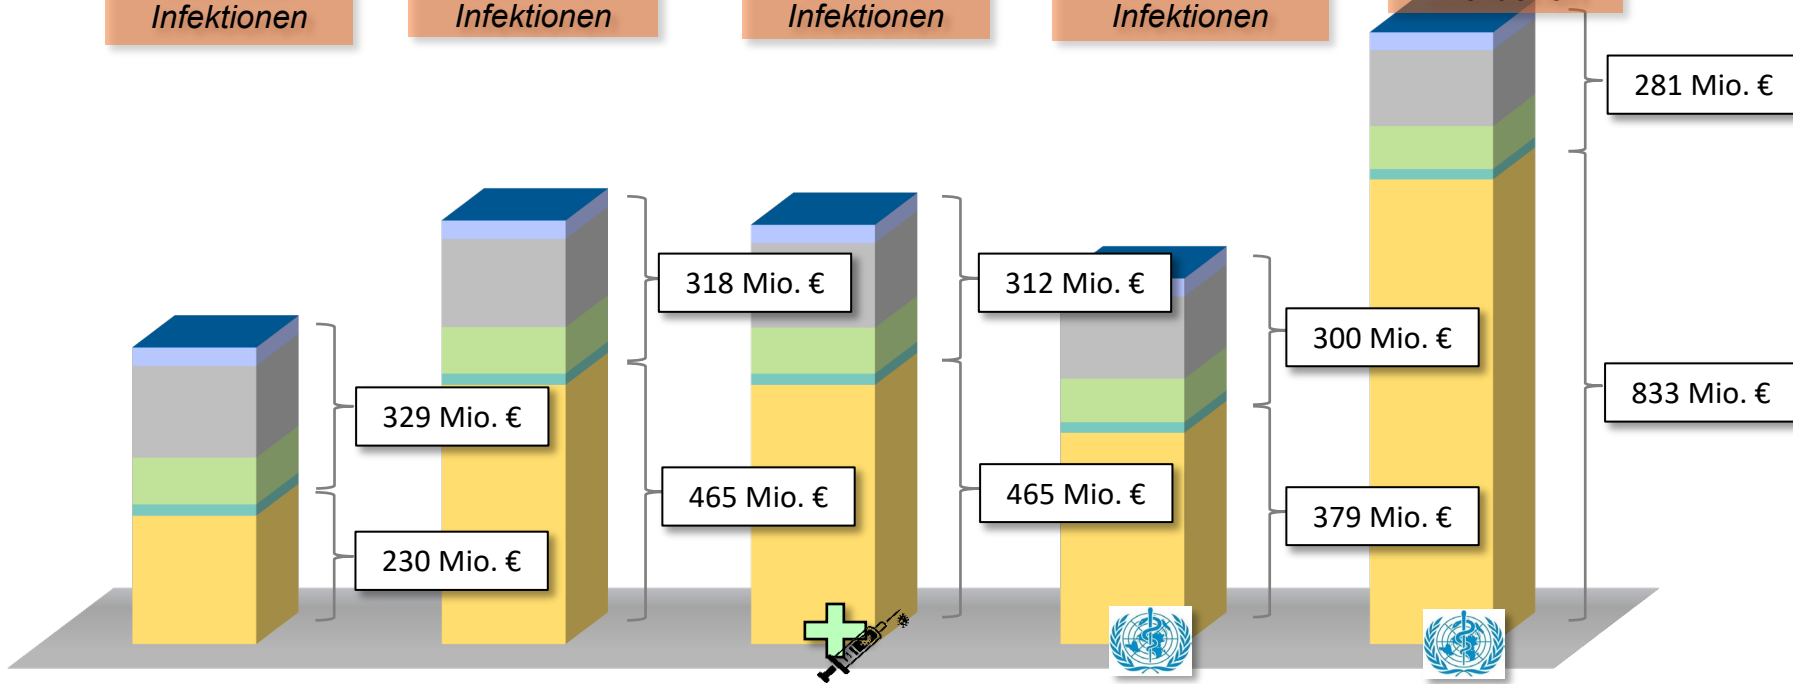 Infektionen
Infektionen
Infektionen
Infektionen
281 Mio. €
318 Mio. €
312 Mio. €
300 Mio. €
833 Mio. €
329 Mio. €
465 Mio. €
465 Mio. €
379 Mio. €
230 Mio. €